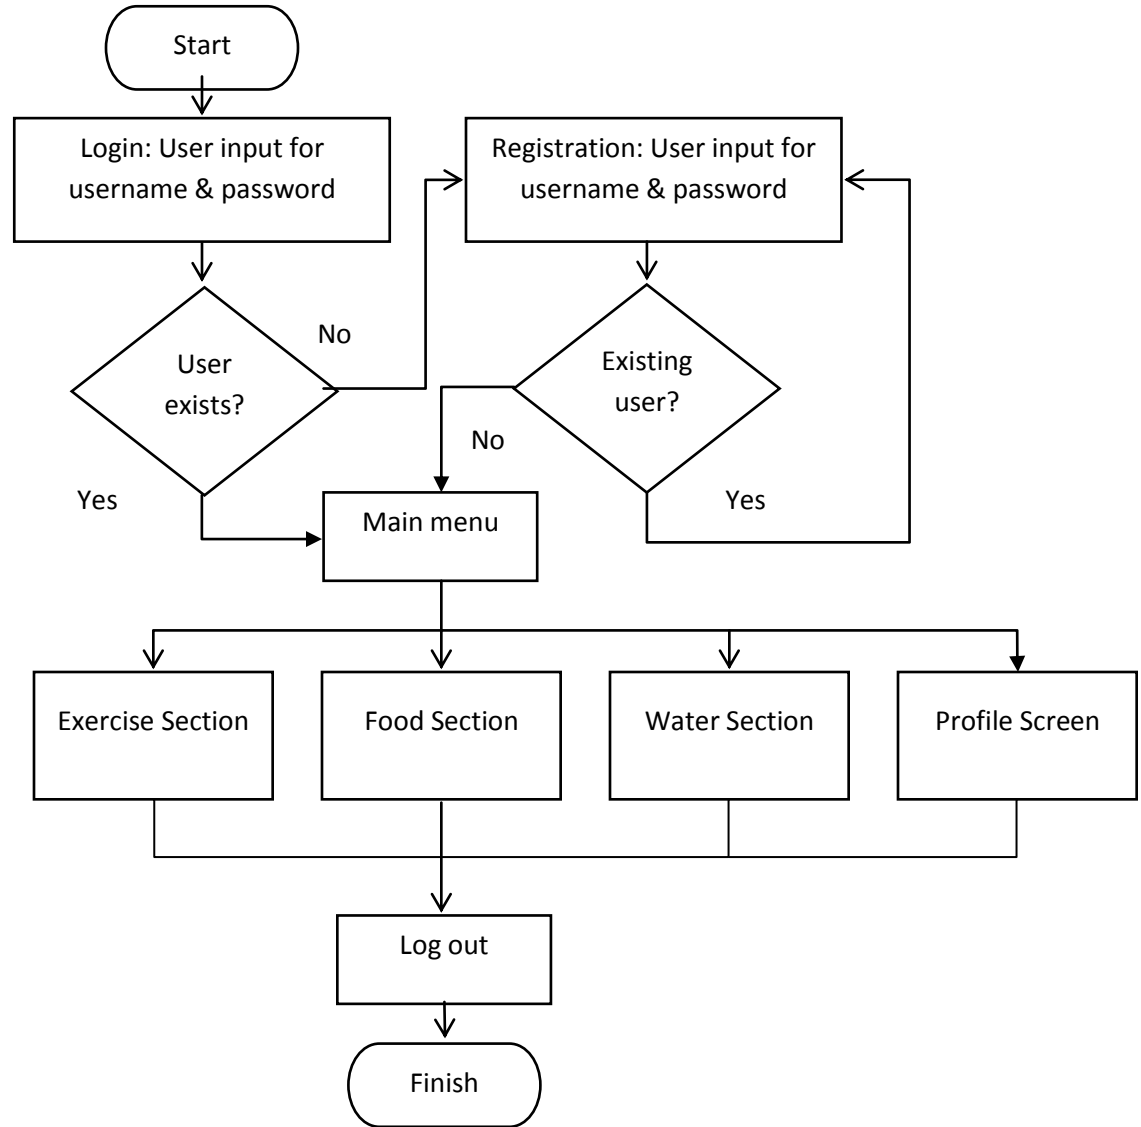 Start
Login: User input for
username & password
Registration: User input for
username & password
No
User
exists?
Existing
user?
No
Yes
Yes
Main menu
Exercise Section
Food Section
Water Section
Profile Screen
Log out
Finish